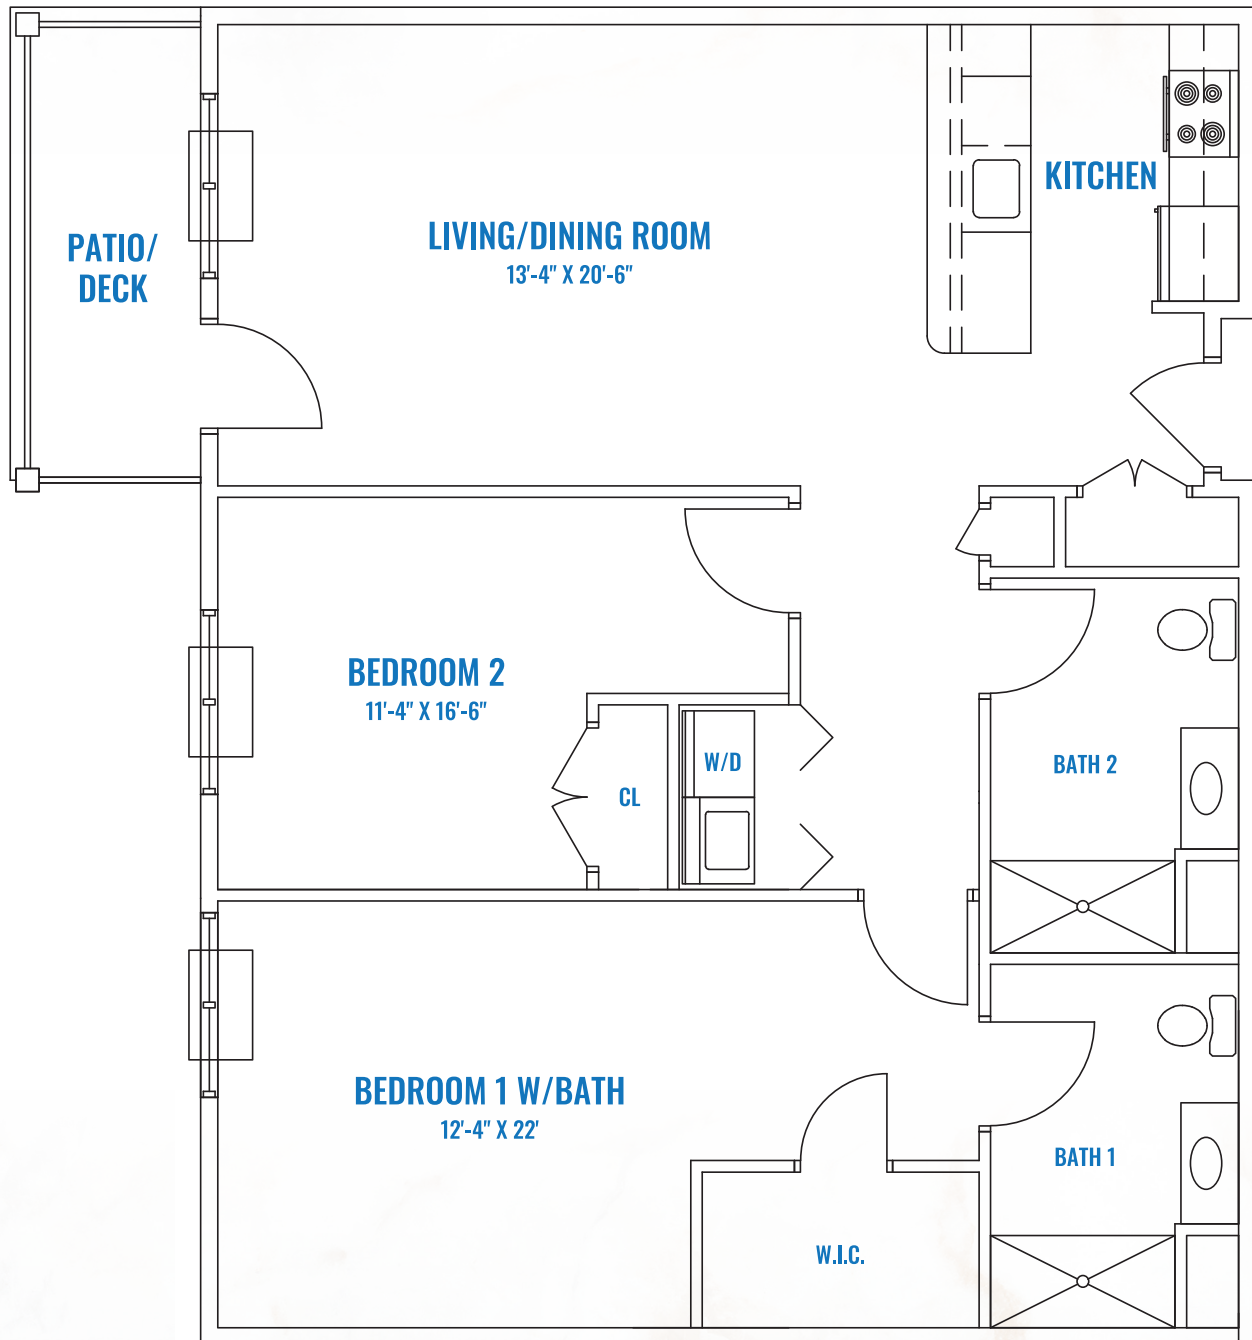 KITCHEN
LIVING/DINING ROOM
13'-4" X 20'-6"
PATIO/
DECK
BEDROOM 2
11'-4" X 16'-6"
W/D
CL
BATH 2
BEDROOM 1 W/BATH
12'-4" X 22'
BATH 1
W.I.C.